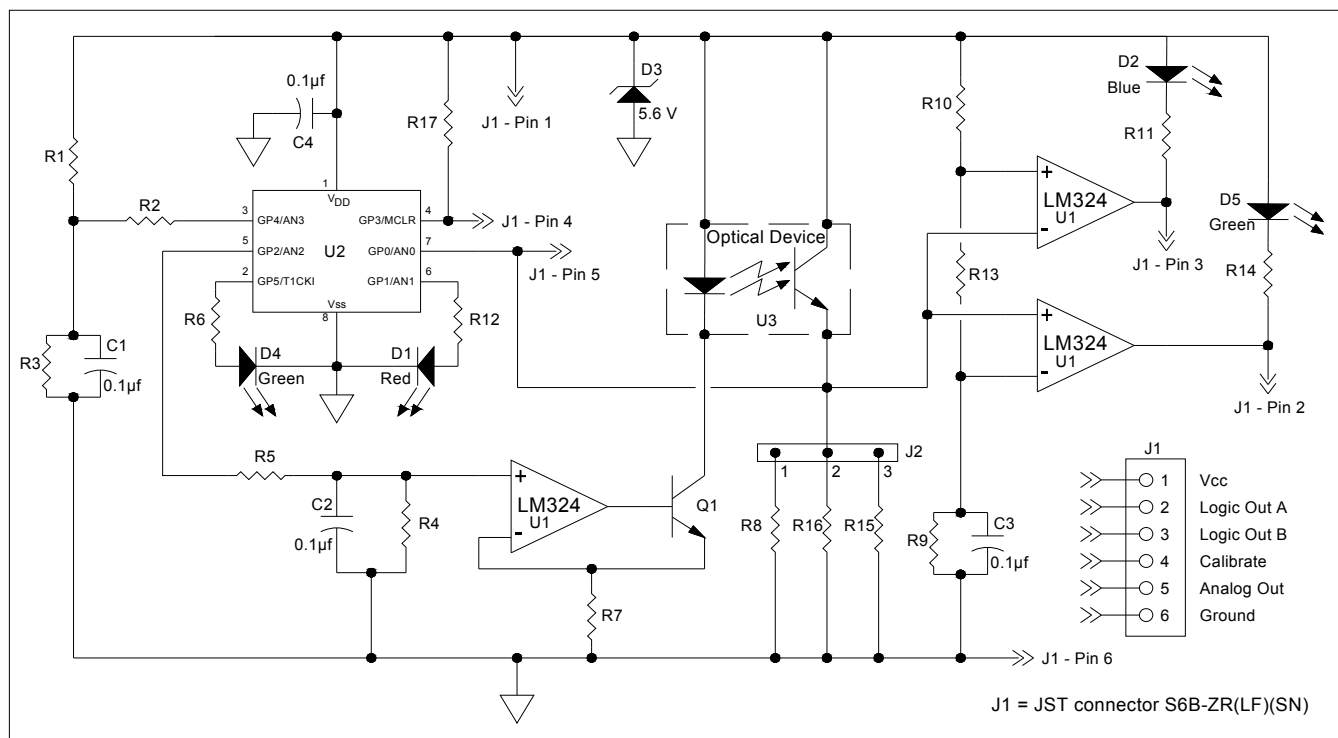 0.1µf
C4
R17
J1 - Pin 1
D3
5.6 V
R10
D2
Blue
R11
R1
R2
1
VDD
3
GP4/AN3
GP3/MCLR
4
J1 - Pin 4
5
GP2/AN2
U2
GP0/AN0
7
J1 - Pin 5
2
GP5/T1CKI
GP1/AN1
6
Vss
8
R6
R12
D4
Green
D1
Red
Optical Device
U3
+
LM324
U1
-
J1 - Pin 3
D5
Green
R14
R13
+
LM324
U1
-
J1 - Pin 2
R3
C1
0.1µf
R5
C2
0.1µf
R4
+
LM324
U1
-
Q1
R7
J2
1
2
3
R8
R16
R15
R9
C3
0.1µf
J1
1 Vcc
2 Logic Out A
3 Logic Out B
4 Calibrate
5 Analog Out
6 Ground
J1 - Pin 6
J1 = JST connector S6B-ZR(LF)(SN)